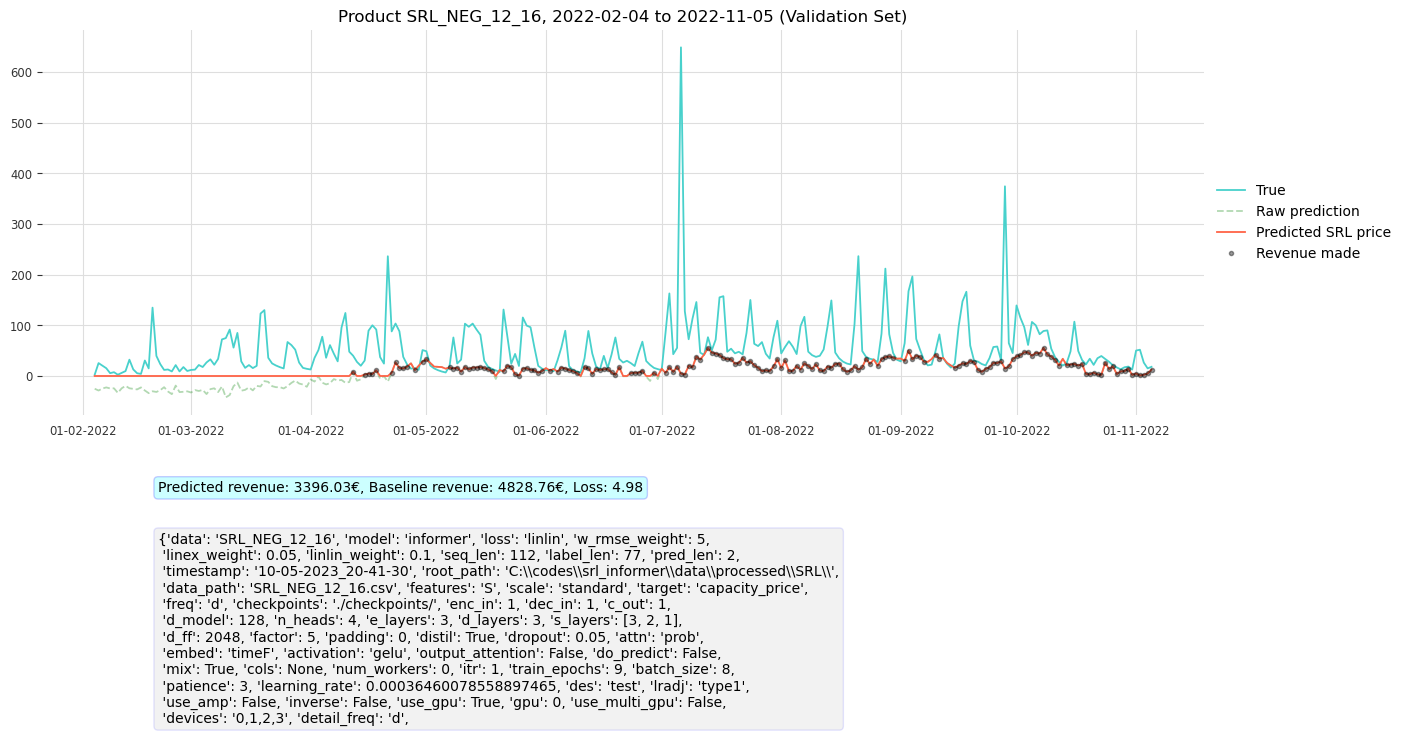 Product SRL_NEG_12_16, 2022-02-04 to 2022-11-05 (Validation Set)
600
500
400
300
200
100
0
01-02-2022 01-03-2022 01-04-2022 01-05-2022 01-06-2022 01-07-2022 01-08-2022 01-09-2022 01-10-2022 01-11-2022
True
Raw prediction
Predicted SRL price
Revenue made
Predicted revenue: 3396.03€, Baseline revenue: 4828.76€, Loss: 4.98
{'data': 'SRL_NEG_12_16', 'model': 'informer', 'loss': 'linlin', 'w_rmse_weight': 5,
'linex_weight': 0.05, 'linlin_weight': 0.1, 'seq_len': 112, 'label_len': 77, 'pred_len': 2,
'timestamp': '10-05-2023_20-41-30', 'root_path': 'C:\\codes\\srl_informer\\data\\processed\\SRL\\',
'data_path': 'SRL_NEG_12_16.csv', 'features': 'S', 'scale': 'standard', 'target': 'capacity_price',
'freq': 'd', 'checkpoints': './checkpoints/', 'enc_in': 1, 'dec_in': 1, 'c_out': 1,
'd_model': 128, 'n_heads': 4, 'e_layers': 3, 'd_layers': 3, 's_layers': [3, 2, 1],
'd_ff': 2048, 'factor': 5, 'padding': 0, 'distil': True, 'dropout': 0.05, 'attn': 'prob',
'embed': 'timeF', 'activation': 'gelu', 'output_attention': False, 'do_predict': False,
'mix': True, 'cols': None, 'num_workers': 0, 'itr': 1, 'train_epochs': 9, 'batch_size': 8,
'patience': 3, 'learning_rate': 0.00036460078558897465, 'des': 'test', 'lradj': 'type1',
'use_amp': False, 'inverse': False, 'use_gpu': True, 'gpu': 0, 'use_multi_gpu': False,
'devices': '0,1,2,3', 'detail_freq': 'd',